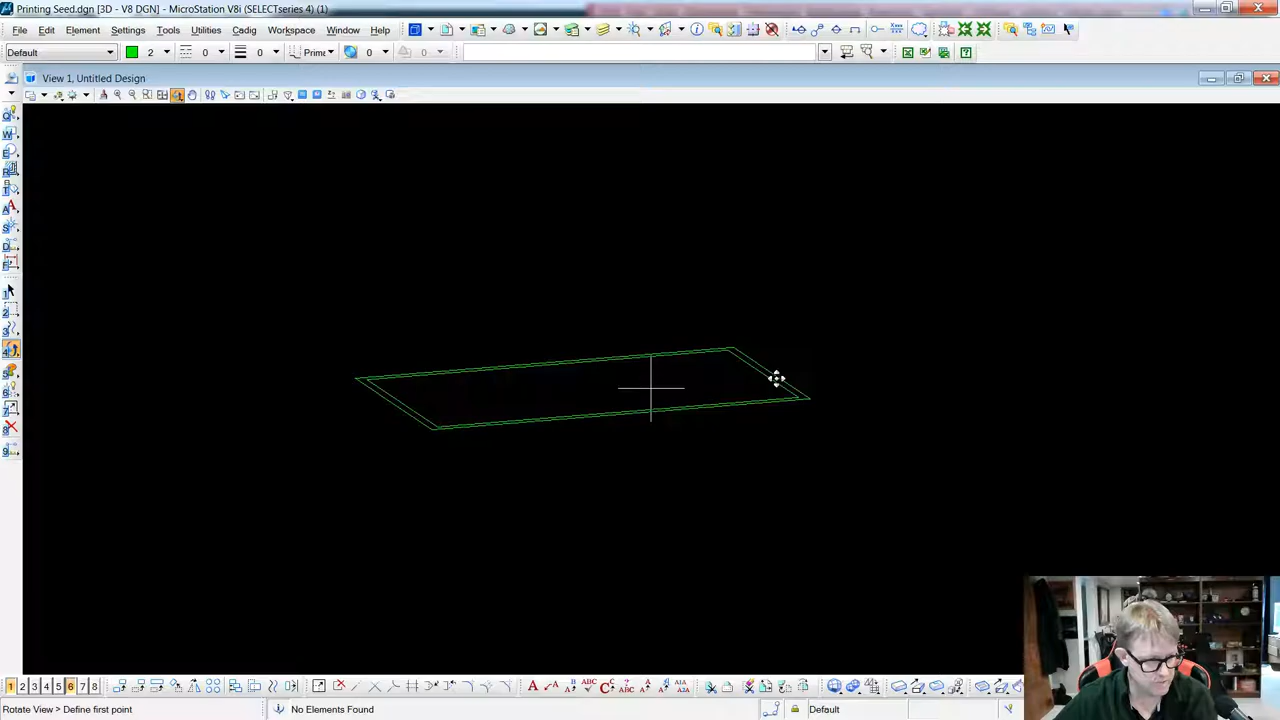 Printing Seed.dgn [3D - V8 DGN] - MicroStation V8i (SELECTseries 4) (1)
File Edit Element Settings Tools Utilities Cadig Workspace Window Help
Default 2 0 0 0 0
View 1, Untitled Design
1 2 3 4 5 6 7 8
Rotate View > Define first point No Elements Found Default